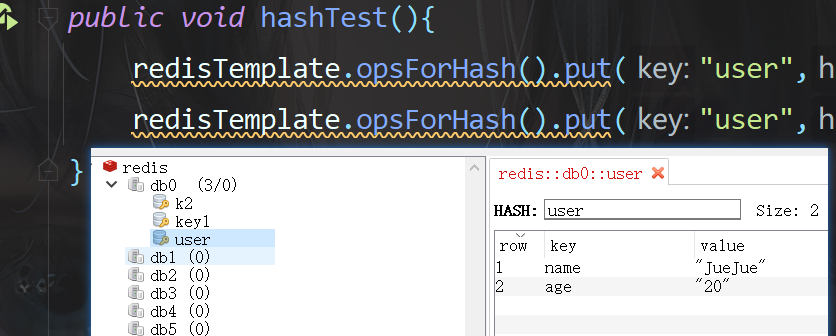 public void hashTest(){
redisTemplate.opsForHash().put( key: "user", h
redisTemplate.opsForHash().put( key: "user", h
}
redis
db0 (3/0)
k2
key1
user
db1 (0)
db2 (0)
db3 (0)
db4 (0)
db5 (0)
redis::db0::user
HASH: user Size: 2
row key value
1 name "JueJue"
2 age "20"